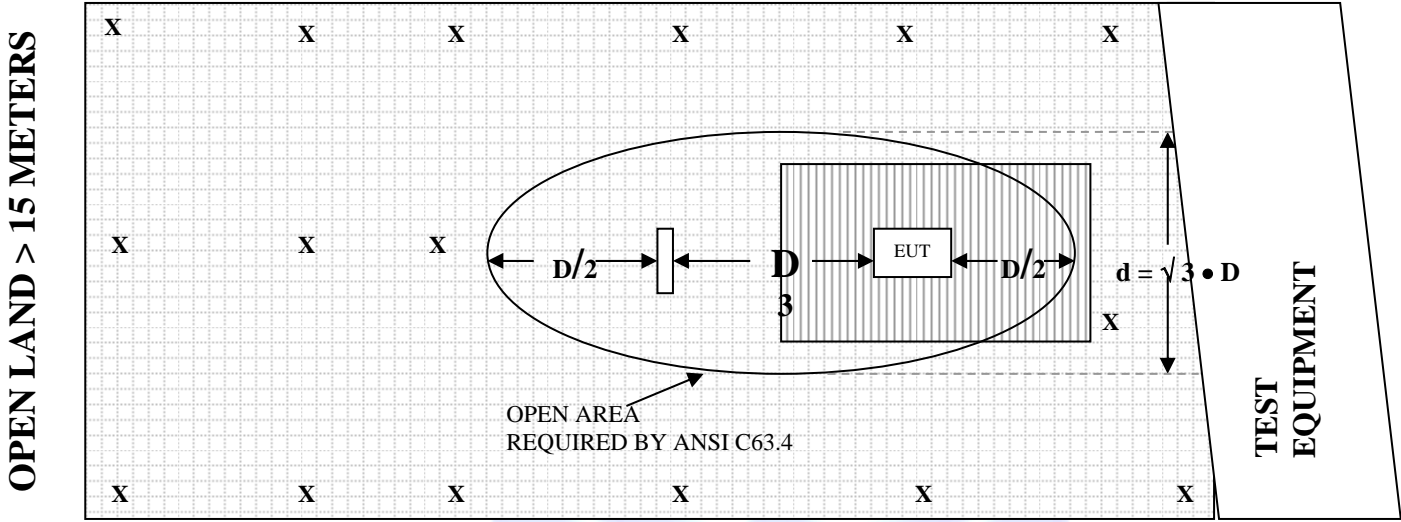 X X X X X X
OPEN LAND > 15 METERS
X X X
D/2
D
3
EUT
D/2
d = √ 3 • D
X
TEST
EQUIPMENT
OPEN AREA
REQUIRED BY ANSI C63.4
X X X X X X